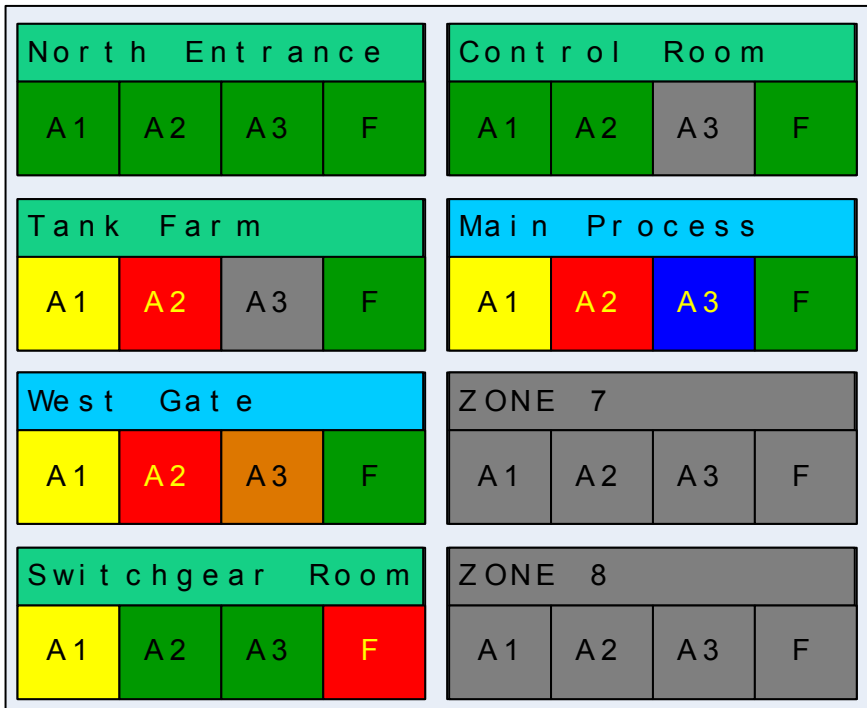 North Entrance
A1 A2 A3 F
Control Room
A1 A2 A3 F
Tank Farm
A1 A2 A3 F
Main Process
A1 A2 A3 F
West Gate
A1 A2 A3 F
ZONE 7
A1 A2 A3 F
Switchgear Room
A1 A2 A3 F
ZONE 8
A1 A2 A3 F